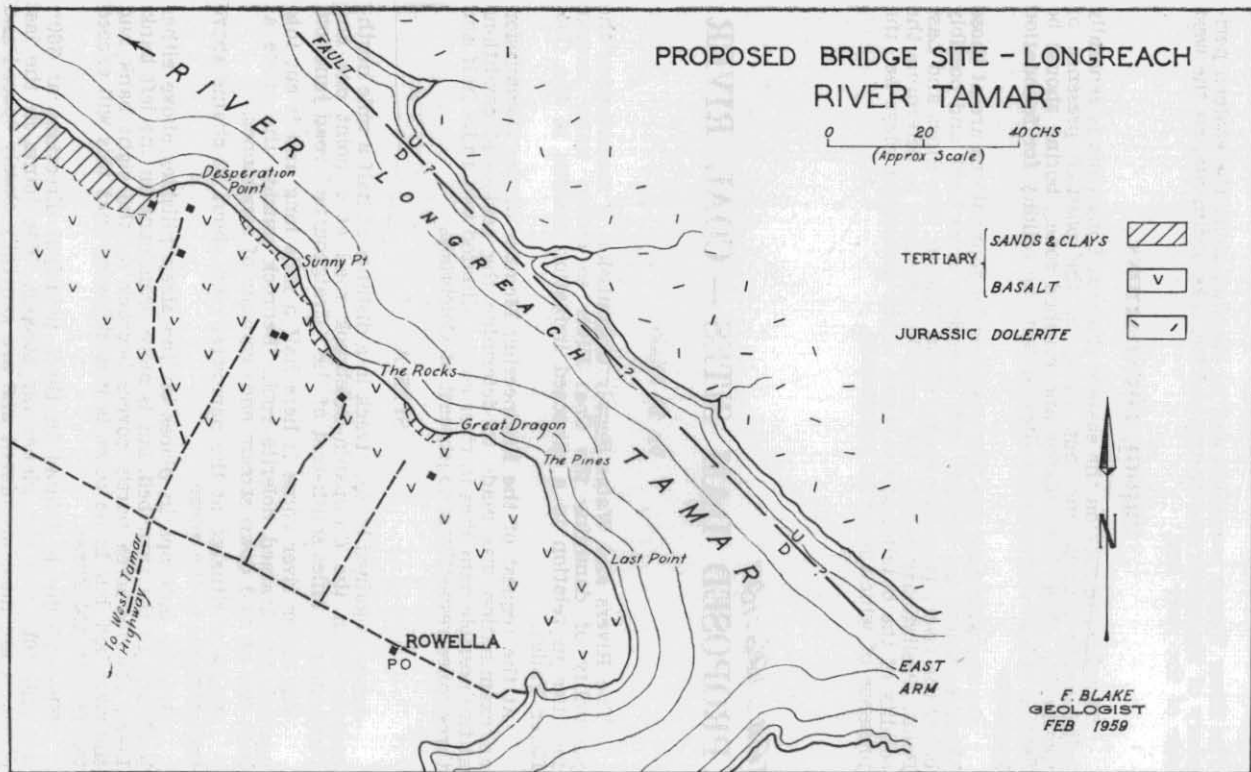 PROPOSED BRIDGE SITE – LONGREACH
RIVER TAMAR
0 20 40 CHS
(Approx Scale)
TERTIARY
SANDS & CLAYS
BASALT
JURASSIC DOLERITE
N
F. BLAKE
GEOLOGIST
FEB 1959
RIVER
FAULT
U
D ?
LONGREACH
?
TAMAR
U
D ?
Desperation
Point
Sunny Pt
The Rocks
Great Dragon
The Pines
Last Point
EAST
ARM
ROWELLA
PO
To West Tamar
Highway